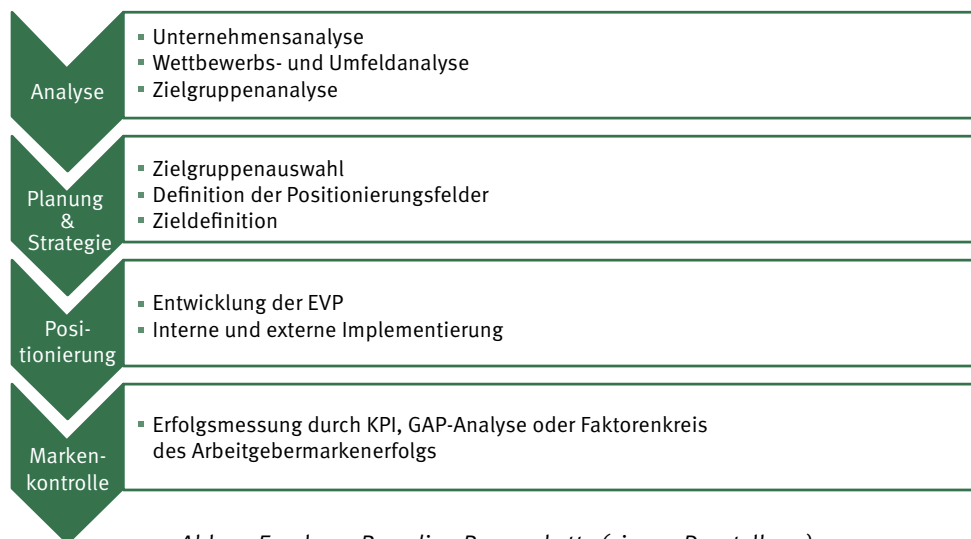 Analyse
Unternehmensanalyse
Wettbewerbs- und Umfeldanalyse
Zielgruppenanalyse
Planung
&
Strategie
Zielgruppenauswahl
Definition der Positionierungsfelder
Zieldefinition
Posi-
tionierung
Entwicklung der EVP
Interne und externe Implementierung
Marken-
kontrolle
Erfolgsmessung durch KPI, GAP-Analyse oder Faktorenkreis
des Arbeitgebermarkenerfolgs